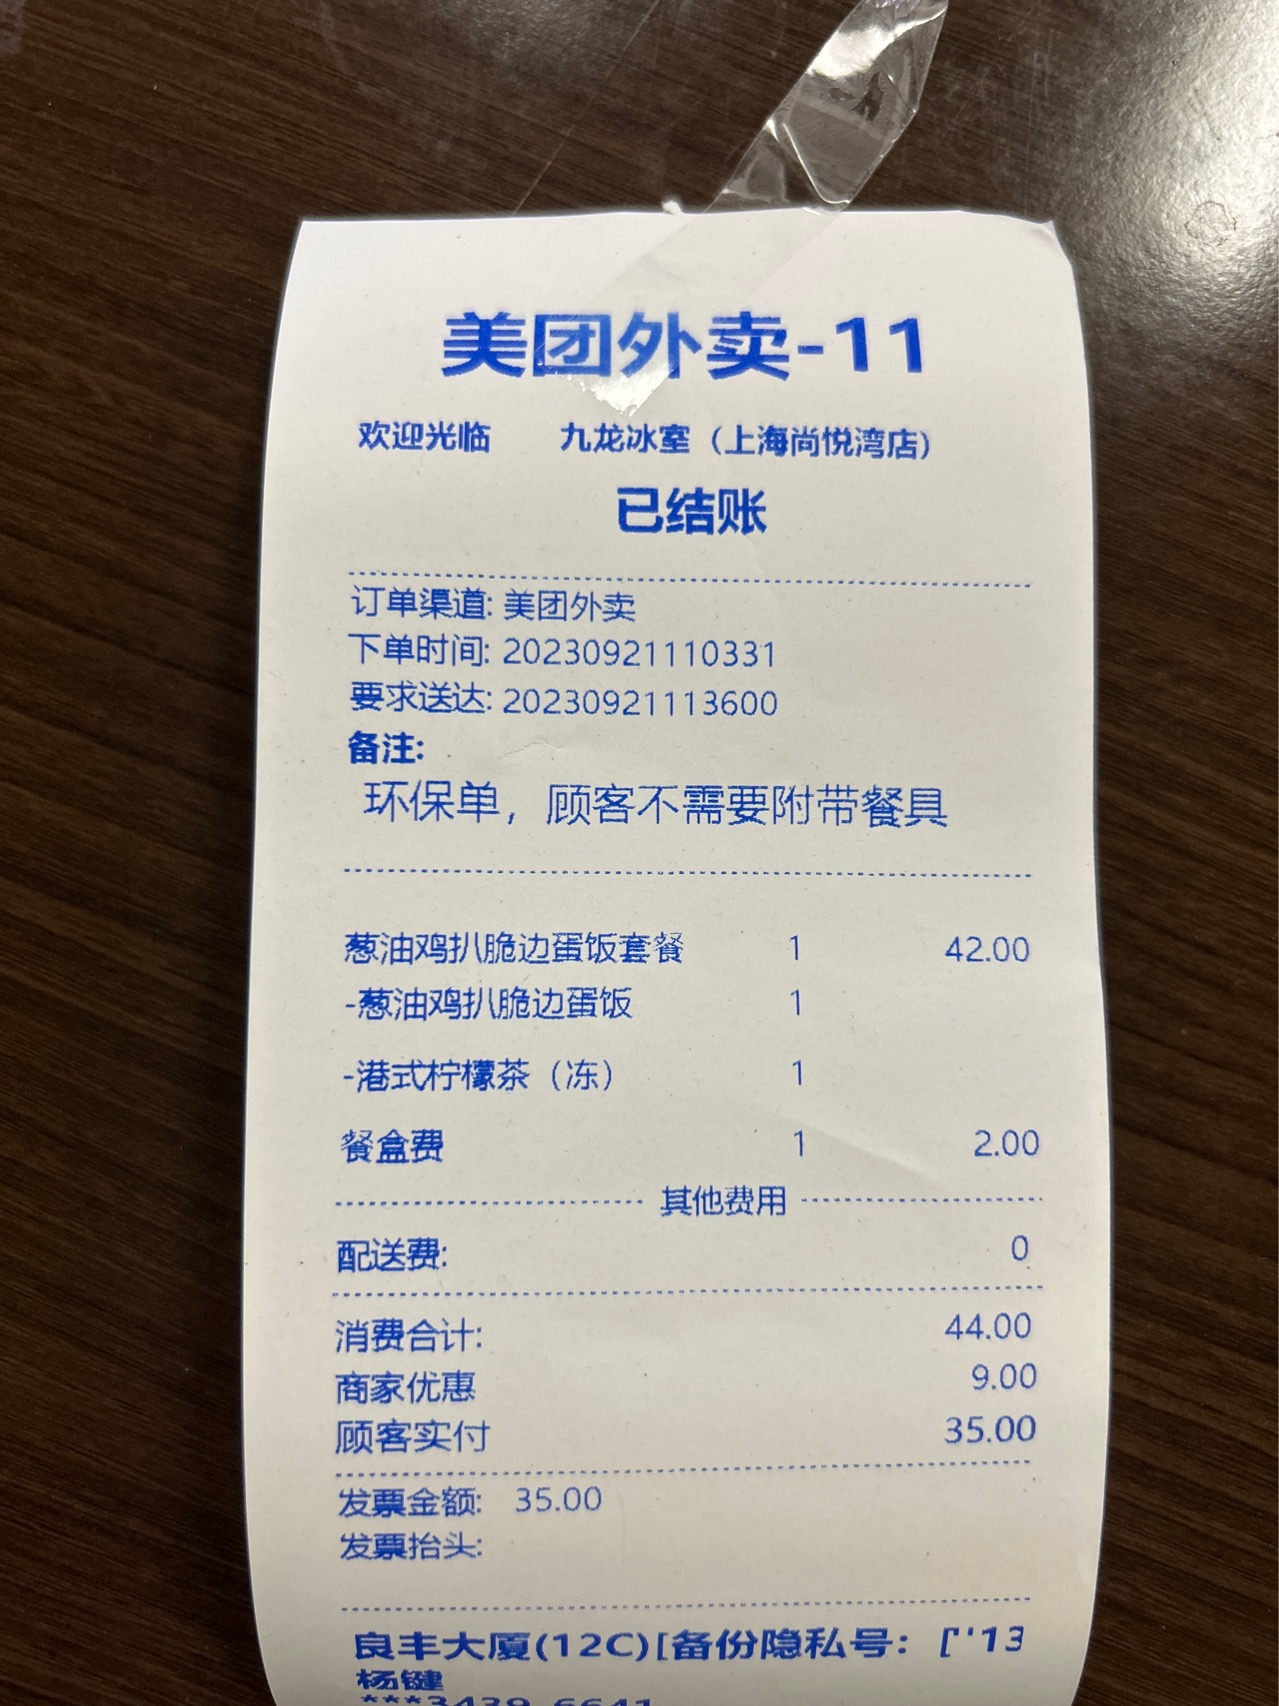 美团外卖-11
欢迎光临 九龙冰室（上海尚悦湾店）
已结账
订单渠道: 美团外卖
下单时间: 20230921110331
要求送达: 20230921113600
备注:
环保单，顾客不需要附带餐具
葱油鸡扒脆边蛋饭套餐 1 42.00
-葱油鸡扒脆边蛋饭 1
-港式柠檬茶（冻） 1
餐盒费 1 2.00
其他费用
配送费: 0
消费合计: 44.00
商家优惠 9.00
顾客实付 35.00
发票金额: 35.00
发票抬头:
良丰大厦(12C)[备份隐私号: ['13
杨键
***3439 6641